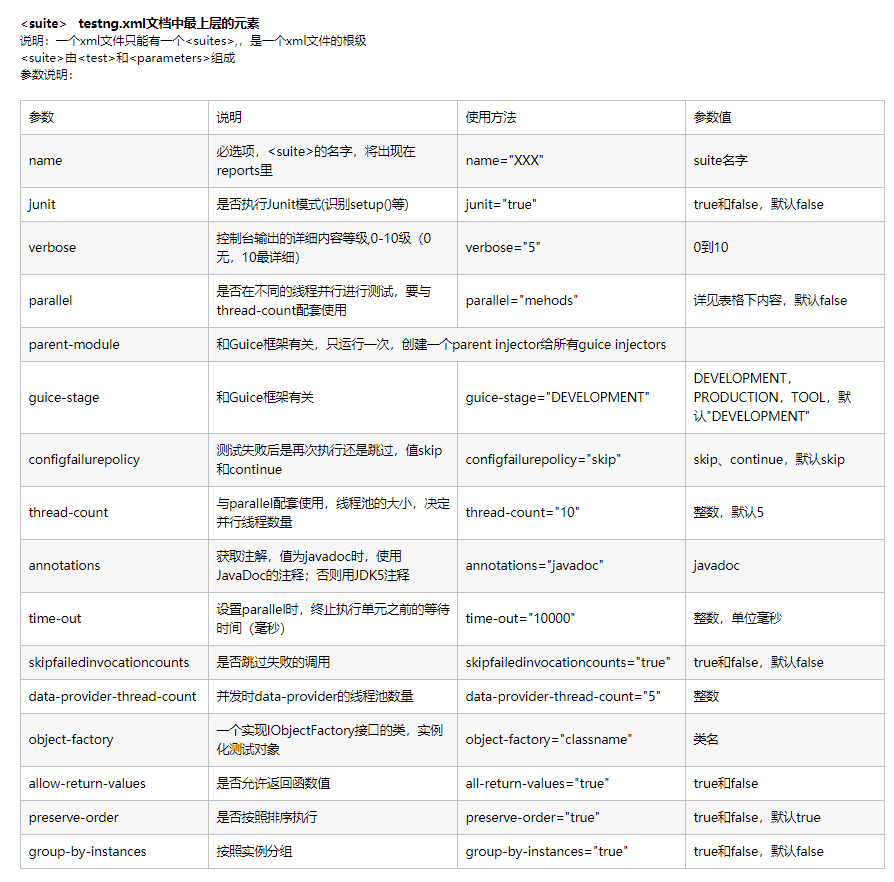 <suite>   testng.xml文档中最上层的元素
说明：一个xml文件只能有一个<suites>,，是一个xml文件的根级
<suite>由<test>和<parameters>组成
参数说明：
参数 说明 使用方法 参数值
name 必选项，<suite>的名字，将出现在
reports里 name="XXX" suite名字
junit 是否执行Junit模式(识别setup()等) junit="true" true和false，默认false
verbose 控制台输出的详细内容等级,0-10级（0
无，10最详细） verbose="5" 0到10
parallel 是否在不同的线程并行进行测试，要与
thread-count配套使用 parallel="mehods" 详见表格下内容，默认false
parent-module 和Guice框架有关，只运行一次，创建一个parent injector给所有guice injectors
guice-stage 和Guice框架有关 guice-stage="DEVELOPMENT" DEVELOPMENT，
PRODUCTION，TOOL，默
认"DEVELOPMENT"
configfailurepolicy 测试失败后是再次执行还是跳过，值skip
和continue configfailurepolicy="skip" skip、continue，默认skip
thread-count 与parallel配套使用，线程池的大小，决定
并行线程数量 thread-count="10" 整数，默认5
annotations 获取注解，值为javadoc时，使用
JavaDoc的注释；否则用JDK5注释 annotations="javadoc" javadoc
time-out 设置parallel时，终止执行单元之前的等待
时间（毫秒） time-out="10000" 整数，单位毫秒
skipfailedinvocationcounts 是否跳过失败的调用 skipfailedinvocationcounts="true" true和false，默认false
data-provider-thread-count 并发时data-provider的线程池数量 data-provider-thread-count="5" 整数
object-factory 一个实现IObjectFactory接口的类，实例
化测试对象 object-factory="classname" 类名
allow-return-values 是否允许返回函数值 all-return-values="true" true和false
preserve-order 是否按照排序执行 preserve-order="true" true和false，默认true
group-by-instances 按照实例分组 group-by-instances="true" true和false，默认false